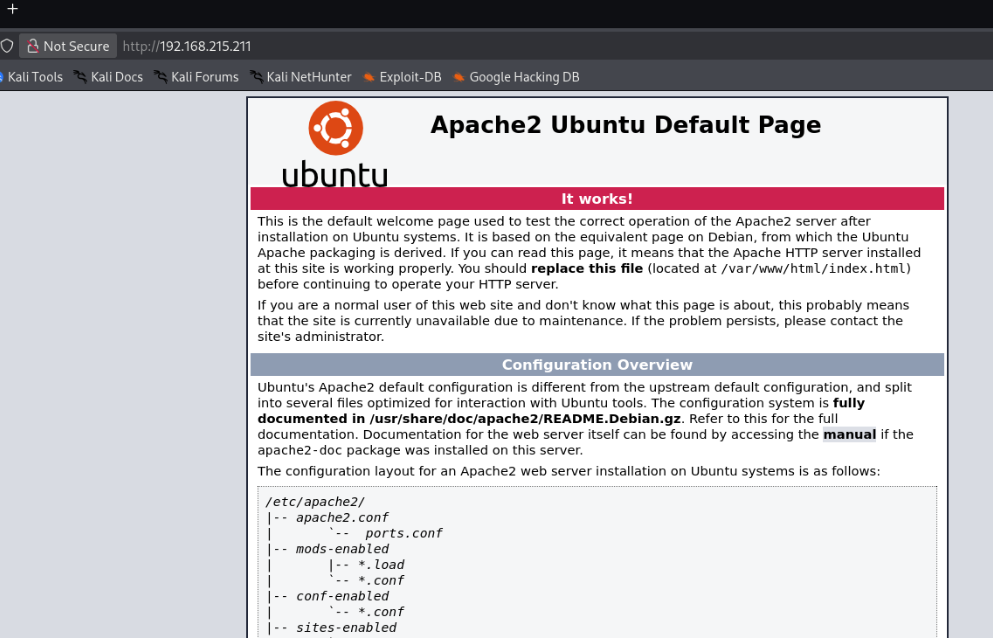 +
Not Secure http://192.168.215.211
Kali Tools Kali Docs Kali Forums Kali NetHunter Exploit-DB Google Hacking DB
ubuntu
Apache2 Ubuntu Default Page
It works!
This is the default welcome page used to test the correct operation of the Apache2 server after
installation on Ubuntu systems. It is based on the equivalent page on Debian, from which the Ubuntu
Apache packaging is derived. If you can read this page, it means that the Apache HTTP server installed
at this site is working properly. You should replace this file (located at /var/www/html/index.html)
before continuing to operate your HTTP server.
If you are a normal user of this web site and don't know what this page is about, this probably means
that the site is currently unavailable due to maintenance. If the problem persists, please contact the
site's administrator.
Configuration Overview
Ubuntu's Apache2 default configuration is different from the upstream default configuration, and split
into several files optimized for interaction with Ubuntu tools. The configuration system is fully
documented in /usr/share/doc/apache2/README.Debian.gz. Refer to this for the full
documentation. Documentation for the web server itself can be found by accessing the manual if the
apache2-doc package was installed on this server.
The configuration layout for an Apache2 web server installation on Ubuntu systems is as follows:
/etc/apache2/
|-- apache2.conf
|       `--  ports.conf
|-- mods-enabled
|       |-- *.load
|       `-- *.conf
|-- conf-enabled
|       `-- *.conf
|-- sites-enabled